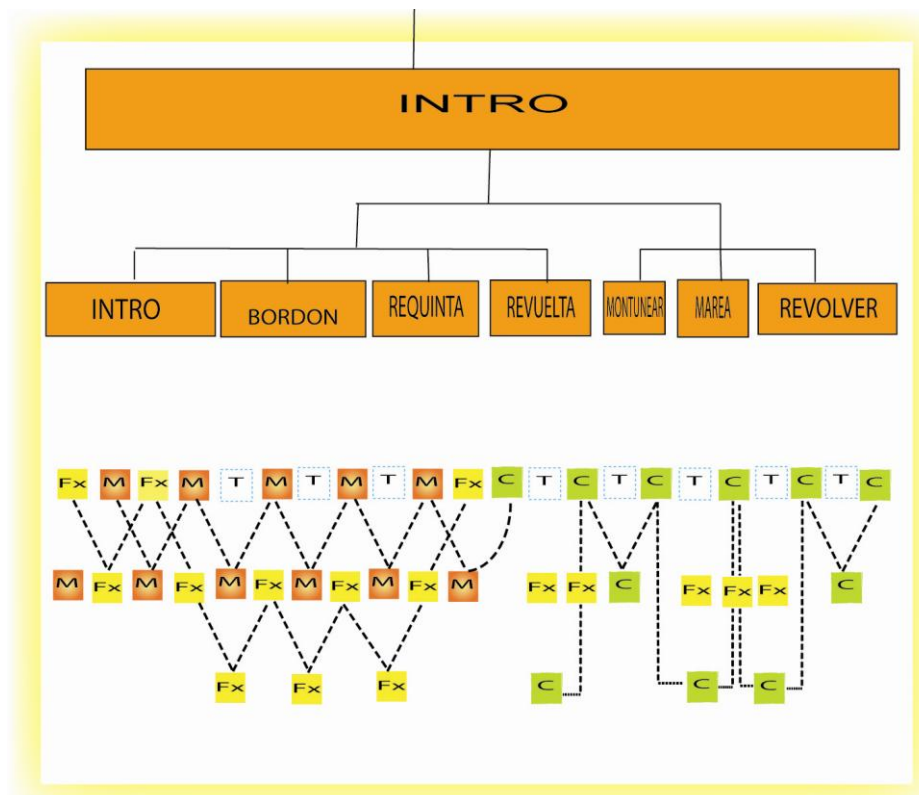 INTRO
INTRO BORDON REQUINTA REVUELTA MONTUNEAR MAREA REVOLVER
Fx M Fx M T M T M T M Fx C T C T C T C T C T C
M Fx M Fx M Fx M Fx M Fx M Fx Fx C Fx Fx Fx C
Fx Fx Fx C C C